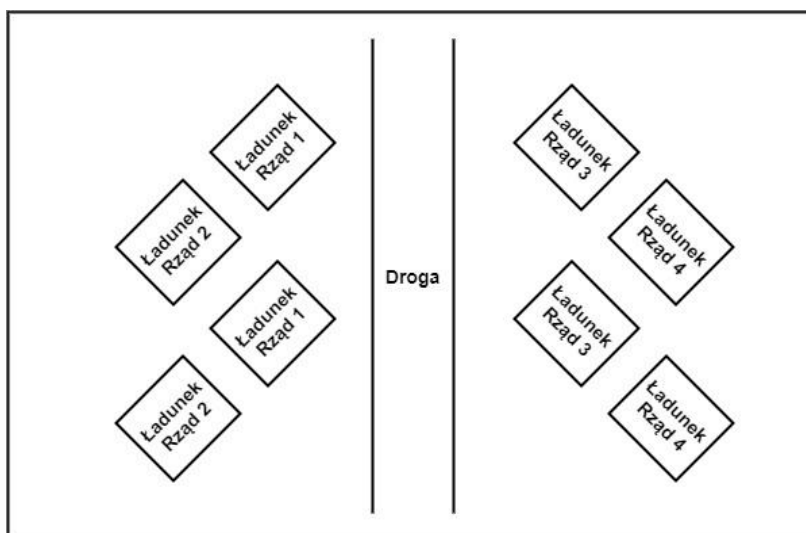 Ładunek
Rząd 1
Ładunek
Rząd 3
Ładunek
Rząd 2
Ładunek
Rząd 4
Droga
Ładunek
Rząd 1
Ładunek
Rząd 3
Ładunek
Rząd 2
Ładunek
Rząd 4